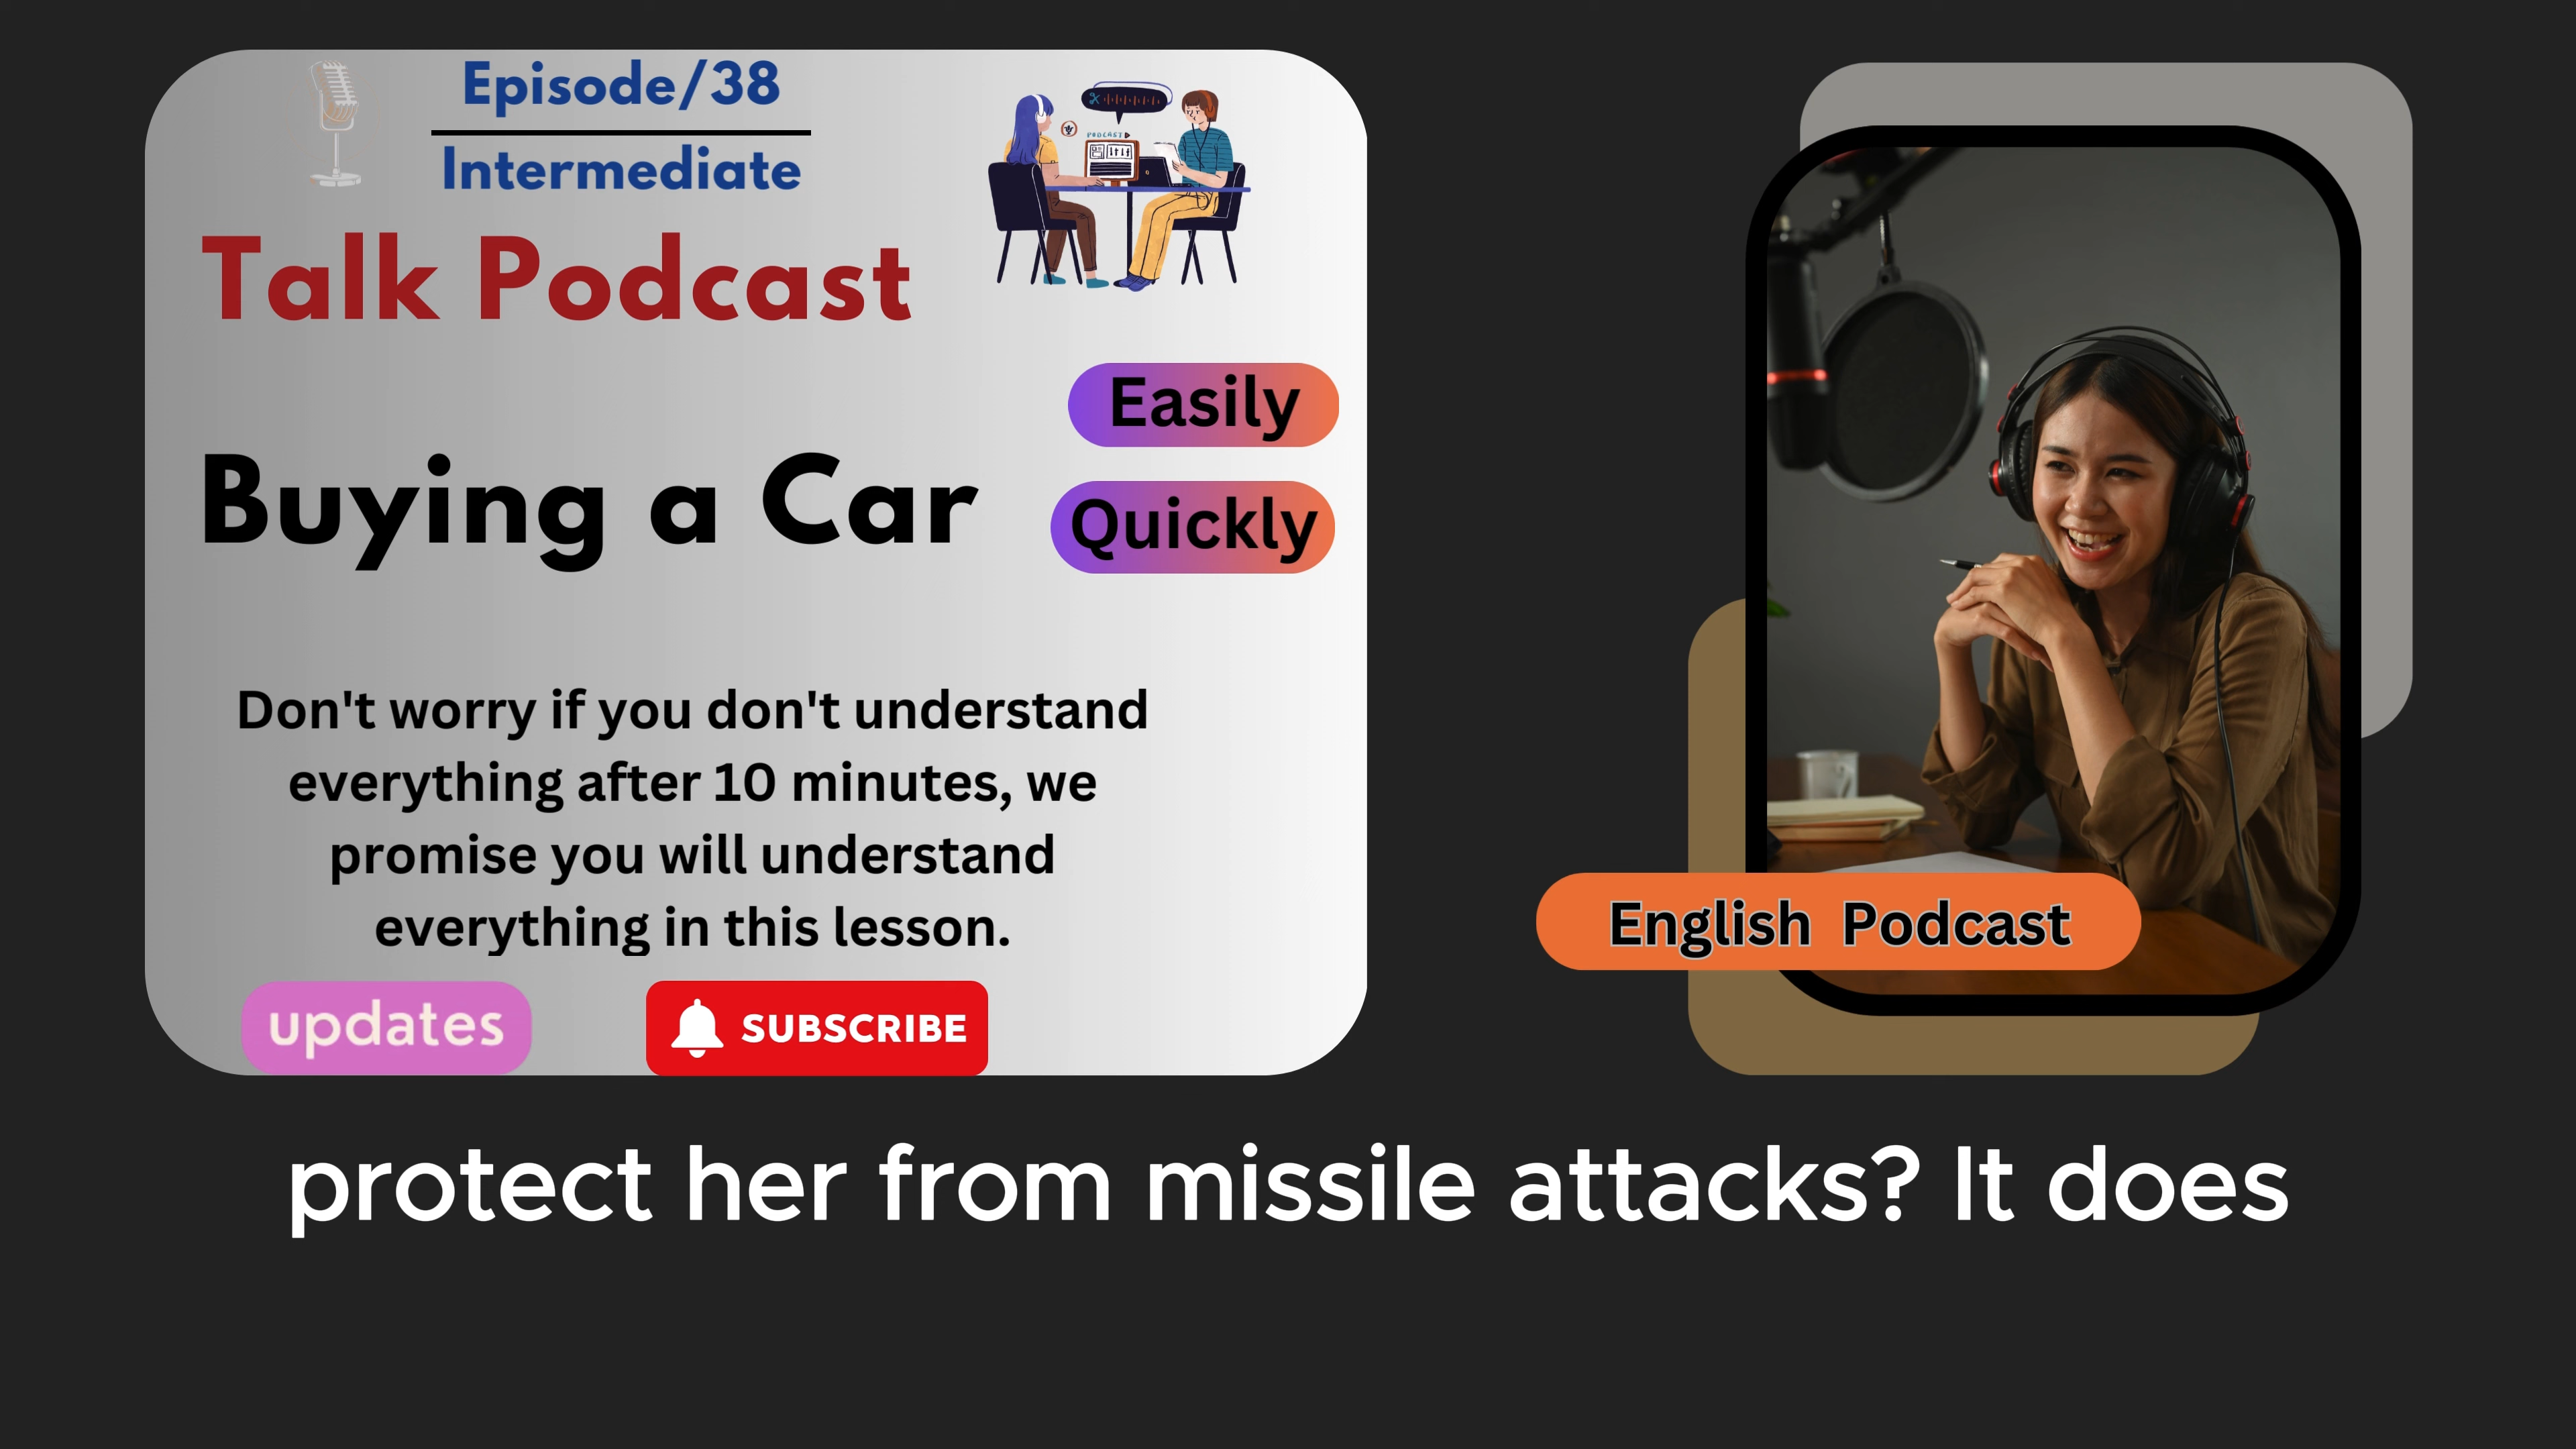 Episode/38
Intermediate
PODCAST
Talk Podcast
Easily
Buying a Car
Quickly
Don't worry if you don't understand
everything after 10 minutes, we
promise you will understand
everything in this lesson.
updates
SUBSCRIBE
English Podcast
protect her from missile attacks? It does